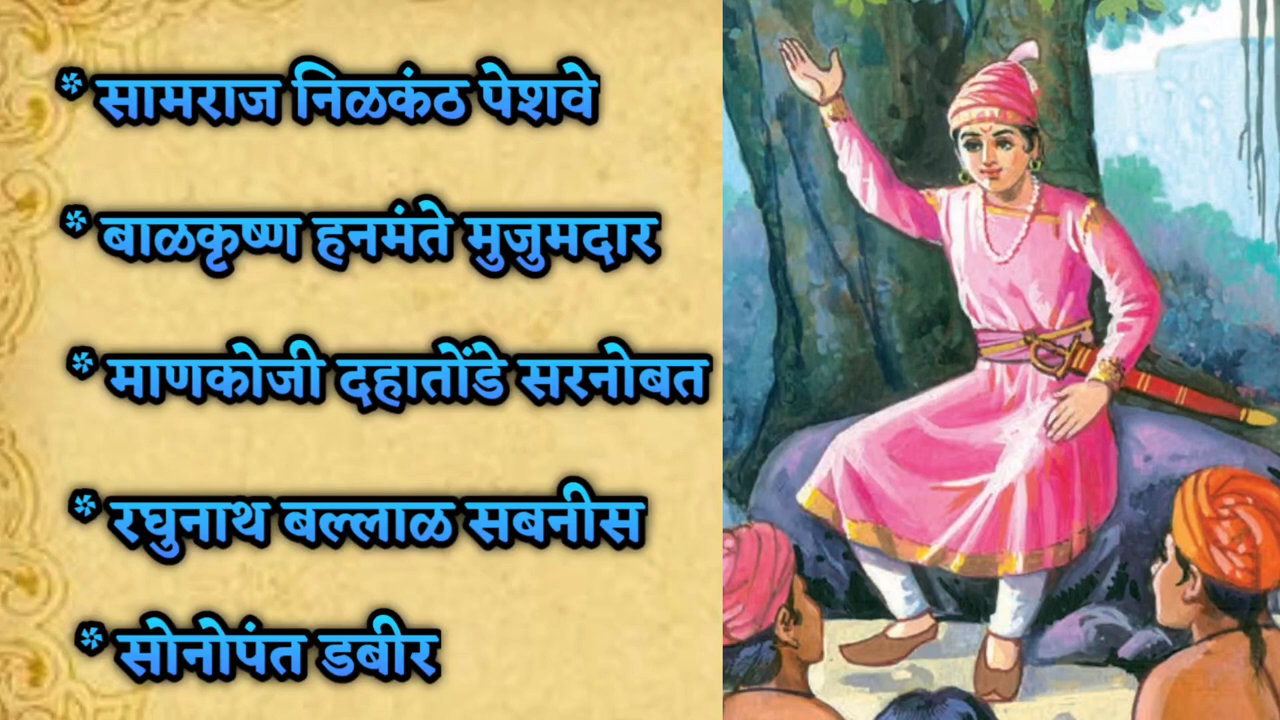 * सामराज निळकंठ पेशवे
* बाळकृष्ण हनमंते मुजुमदार
* माणकोजी दहातोंडे सरनोबत
* रघुनाथ बल्लाळ सबनीस
* सोनोपंत डबीर